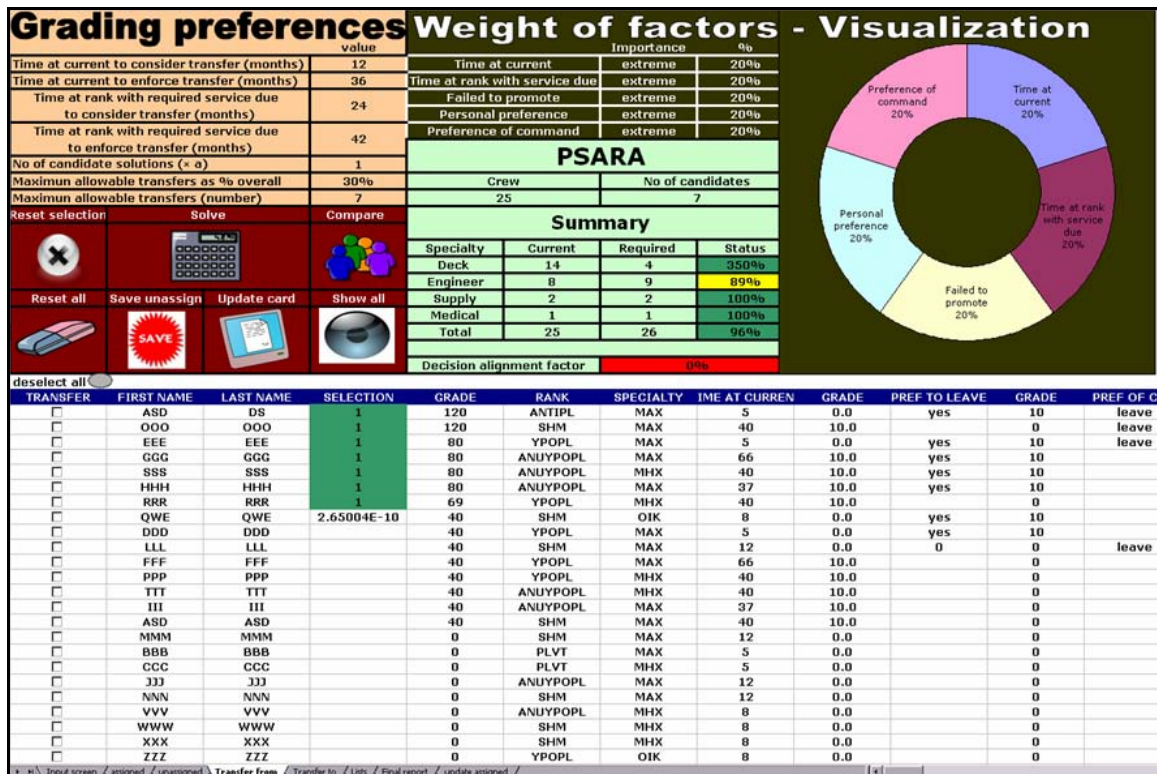 Grading preferences
value
Time at current to consider transfer (months) 12
Time at current to enforce transfer (months) 36
Time at rank with required service due
to consider transfer (months) 24
Time at rank with required service due
to enforce transfer (months) 42
No of candidate solutions (× a) 1
Maximun allowable transfers as % overall 30%
Maximun allowable transfers (number) 7
Reset selection Solve Compare
Reset all Save unassign Update card Show all
SAVE
Weight of factors - Visualization
Importance %
Time at current extreme 20%
Time at rank with service due extreme 20%
Failed to promote extreme 20%
Personal preference extreme 20%
Preference of command extreme 20%
PSARA
Crew No of candidates
25 7
Summary
Specialty Current Required Status
Deck 14 4 350%
Engineer 8 9 89%
Supply 2 2 100%
Medical 1 1 100%
Total 25 26 96%
Decision alignment factor 0%
Preference of
command
20%
Time at
current
20%
Personal
preference
20%
Time at rank
with service
due
20%
Failed to
promote
20%
deselect all
TRANSFER FIRST NAME LAST NAME SELECTION GRADE RANK SPECIALTY IME AT CURREN GRADE PREF TO LEAVE GRADE PREF OF C
ASD DS 1 120 ANTIPL MAX 5 0.0 yes 10 leave
OOO OOO 1 120 SHM MAX 40 10.0 0 leave
EEE EEE 1 80 YPOPL MAX 5 0.0 yes 10 leave
GGG GGG 1 80 ANUYPOPL MAX 66 10.0 yes 10
SSS SSS 1 80 ANUYPOPL MHX 40 10.0 yes 10
HHH HHH 1 80 ANUYPOPL MAX 37 10.0 yes 10
RRR RRR 1 69 YPOPL MHX 40 10.0 0
QWE QWE 2.65004E-10 40 SHM OIK 8 0.0 yes 10
DDD DDD 40 YPOPL MAX 5 0.0 yes 10
LLL LLL 40 SHM MAX 12 0.0 0 0 leave
FFF FFF 40 YPOPL MAX 66 10.0 0
PPP PPP 40 YPOPL MHX 40 10.0 0
TTT TTT 40 ANUYPOPL MHX 40 10.0 0
III III 40 ANUYPOPL MAX 37 10.0 0
ASD ASD 40 SHM MAX 40 10.0 0
MMM MMM 0 SHM MAX 12 0.0 0
BBB BBB 0 PLVT MAX 5 0.0 0
CCC CCC 0 PLVT MHX 5 0.0 0
JJJ JJJ 0 ANUYPOPL MAX 12 0.0 0
NNN NNN 0 SHM MAX 12 0.0 0
VVV VVV 0 ANUYPOPL MHX 8 0.0 0
WWW WWW 0 SHM MHX 8 0.0 0
XXX XXX 0 SHM MHX 8 0.0 0
ZZZ ZZZ 0 YPOPL OIK 8 0.0 0
Input screen / assigned / unassigned \ Transfer from / Transfer to / Lists / Final report / update assigned /